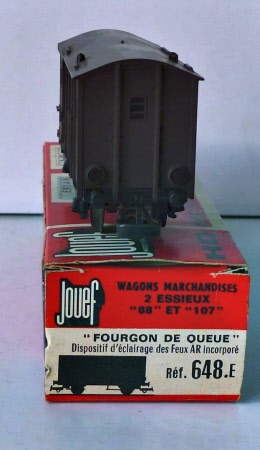 Jouef
Jouef
WAGONS MARCHANDISES
2 ESSIEUX
"88" ET "107"
"FOURGON DE QUEUE"
Dispositif d'éclairage des Feux AR incorporé
Réf. 648.E